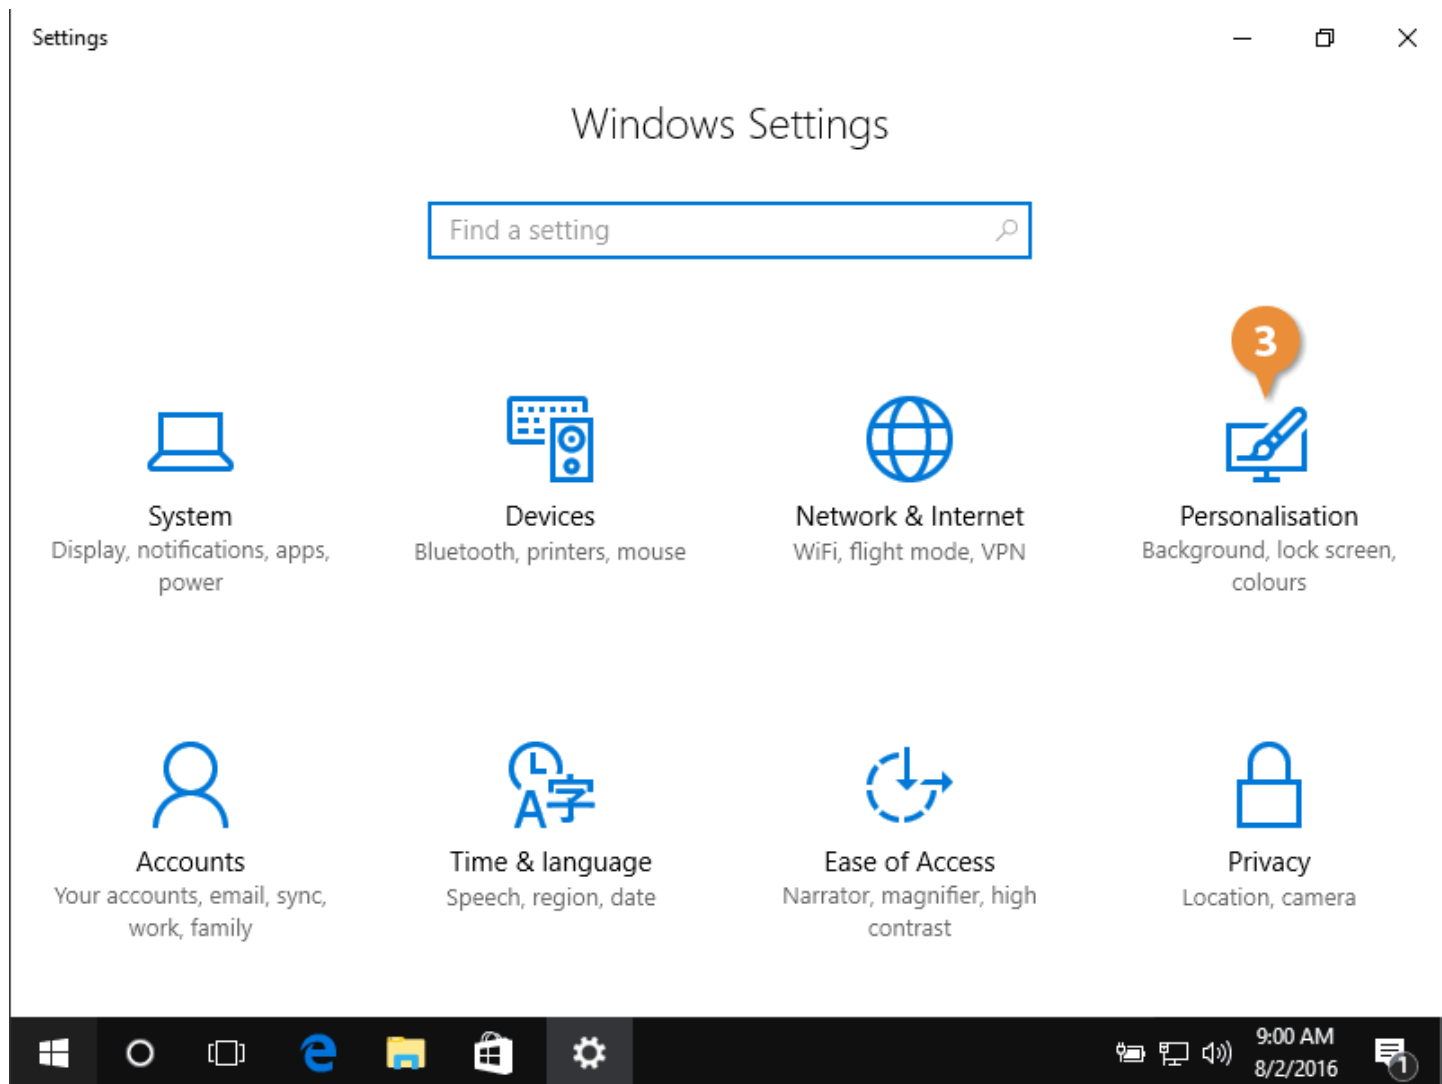 Settings
Windows Settings
Find a setting
3
System
Display, notifications, apps,
power
Devices
Bluetooth, printers, mouse
Network & Internet
WiFi, flight mode, VPN
Personalisation
Background, lock screen,
colours
Accounts
Your accounts, email, sync,
work, family
A字
Time & language
Speech, region, date
Ease of Access
Narrator, magnifier, high
contrast
Privacy
Location, camera
9:00 AM
8/2/2016
1